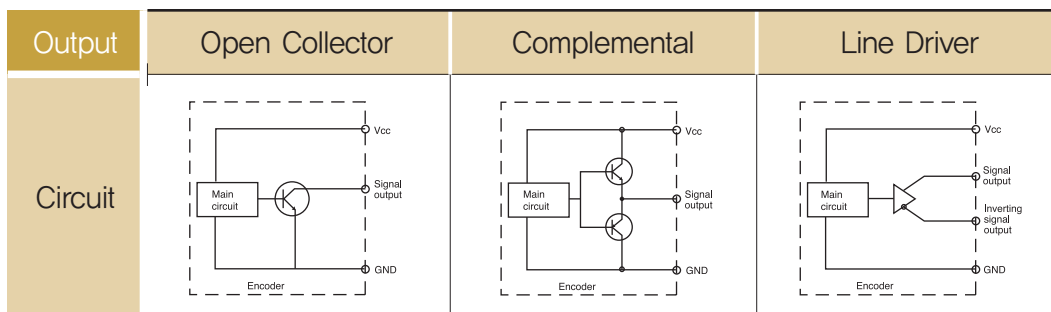 Output
Open Collector
Complemental
Line Driver
Circuit
Vcc
Main
circuit
Signal
output
GND
Encoder
Vcc
Main
circuit
Signal
output
GND
Encoder
Vcc
Main
circuit
Signal
output
Inverting
signal
output
GND
Encoder